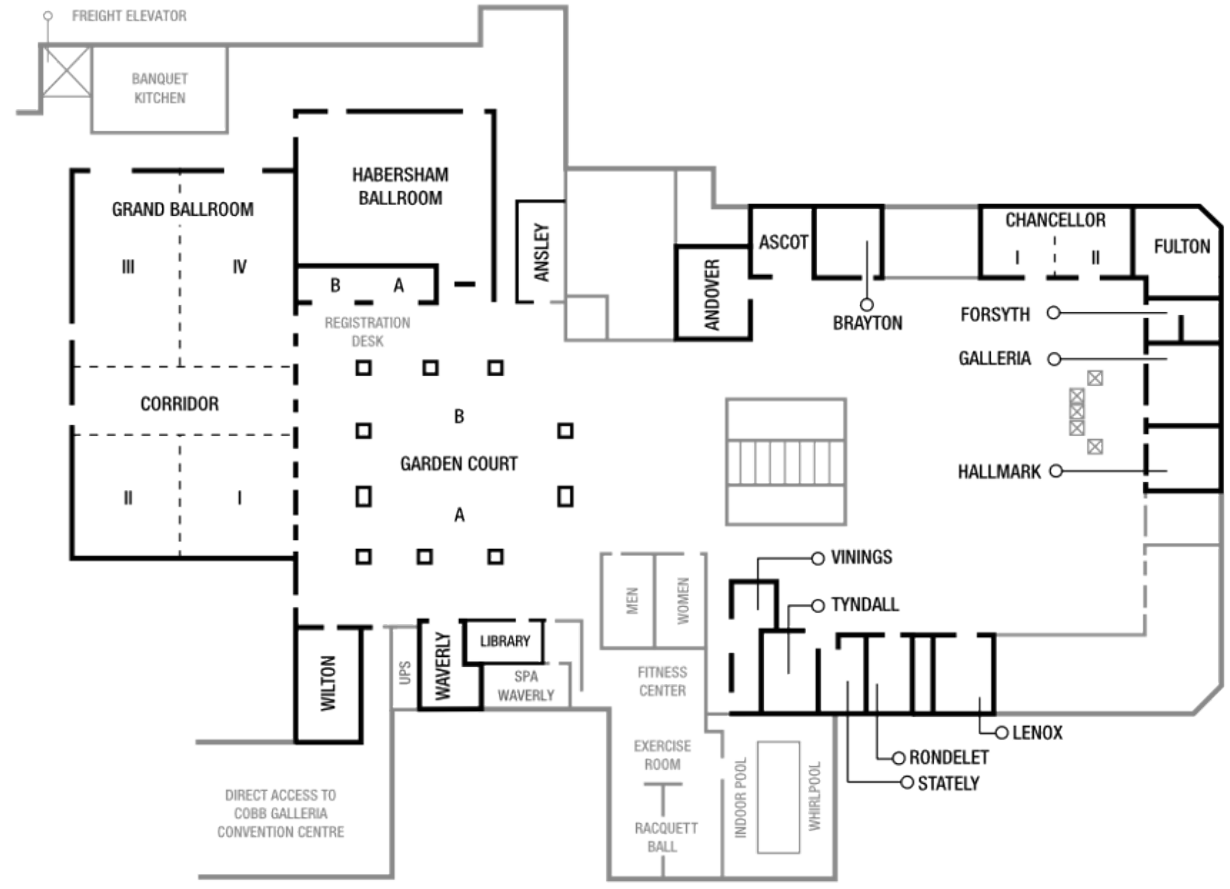 FREIGHT ELEVATOR
BANQUET
KITCHEN
HABERSHAM
BALLROOM
GRAND BALLROOM
III
IV
B
A
REGISTRATION
DESK
ANSLEY
ANDOVER
ASCOT
BRAYTON
CHANCELLOR
I
II
FULTON
FORSYTH
GALLERIA
HALLMARK
CORRIDOR
II
I
B
GARDEN COURT
A
VININGS
TYNDALL
MEN
WOMEN
WILTON
UPS
WAVERLY
LIBRARY
SPA
WAVERLY
FITNESS
CENTER
LENOX
RONDELET
STATELY
EXERCISE
ROOM
RACQUETT
BALL
INDOOR POOL
WHIRLPOOL
DIRECT ACCESS TO
COBB GALLERIA
CONVENTION CENTRE